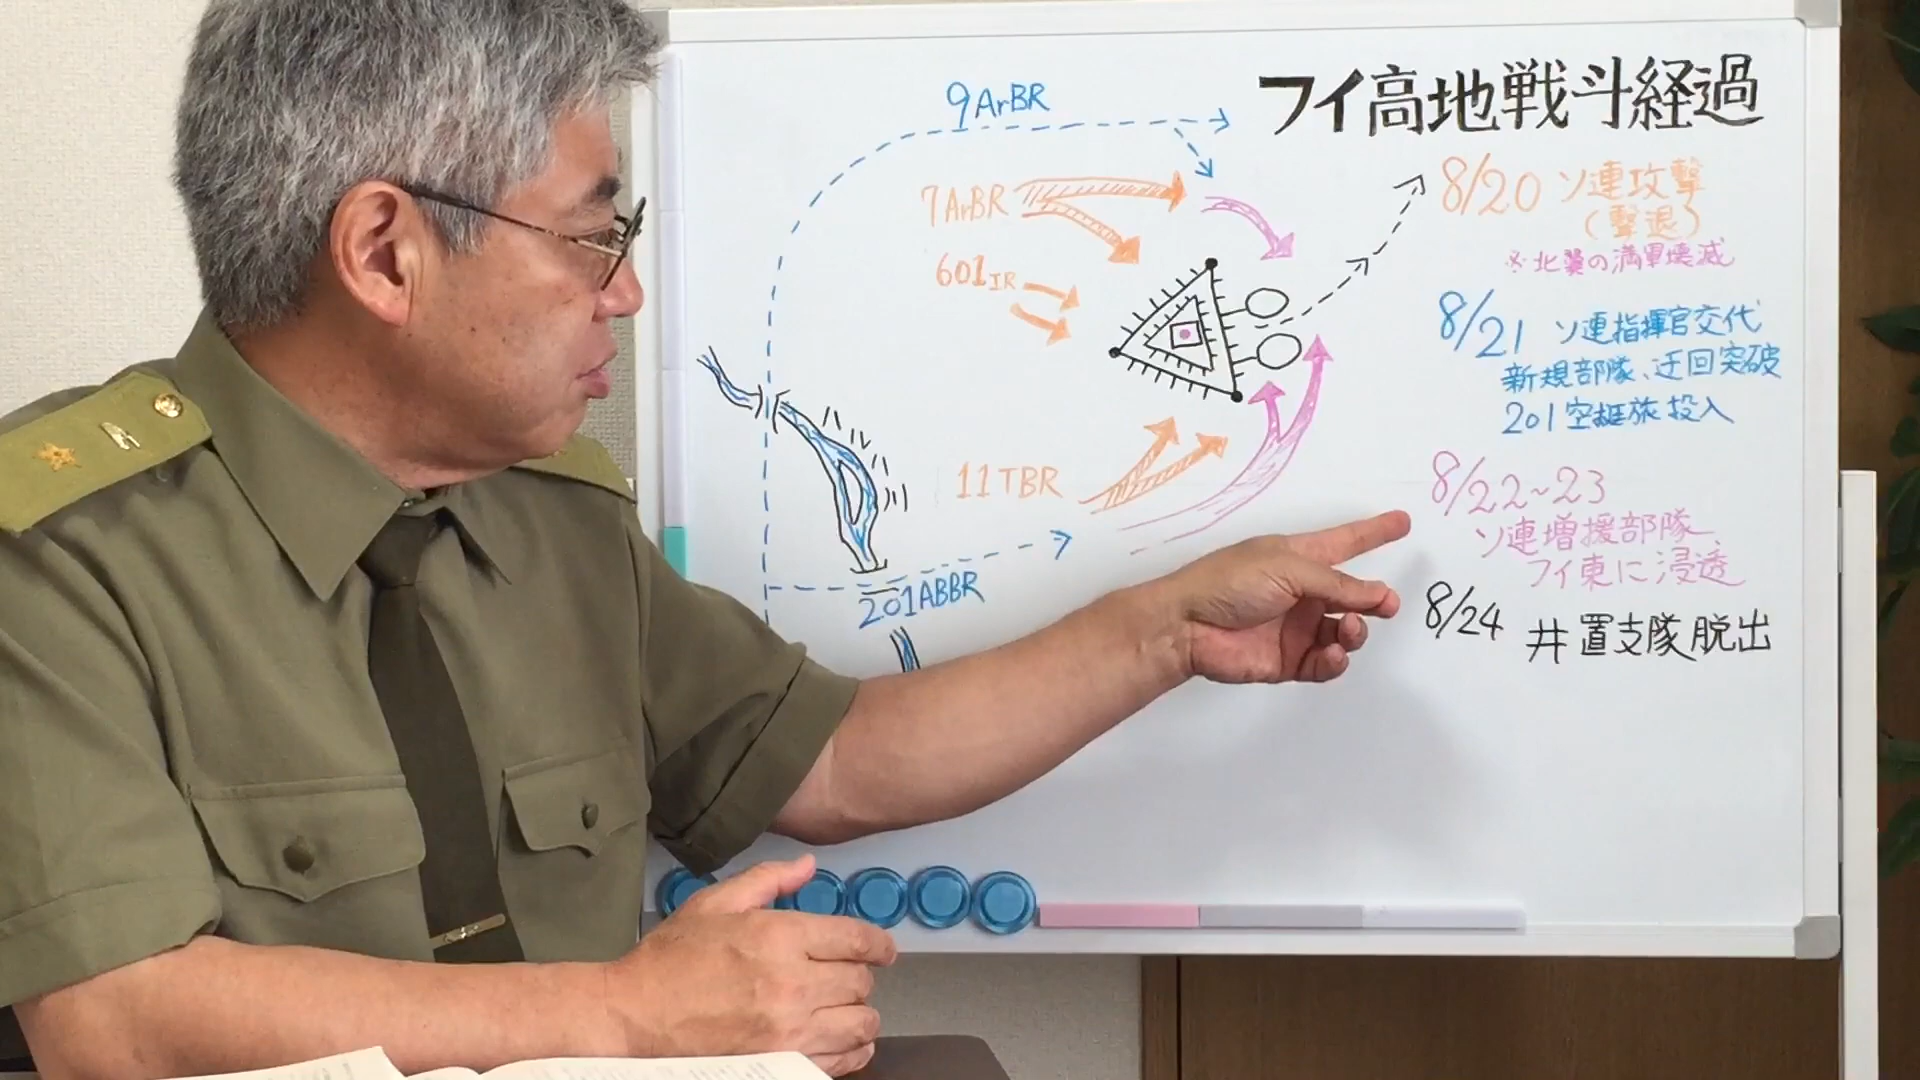 フイ高地戦斗経過
9ArBR
7ArBR
601IR
11TBR
201ABBR
8/20 ソ連攻撃
(撃退)
※北翼の満軍壊滅
8/21 ソ連指揮官交代
新規部隊、迂回突破
201空挺旅投入
8/22~23
ソ連増援部隊、
フイ東に浸透
8/24 井置支隊脱出